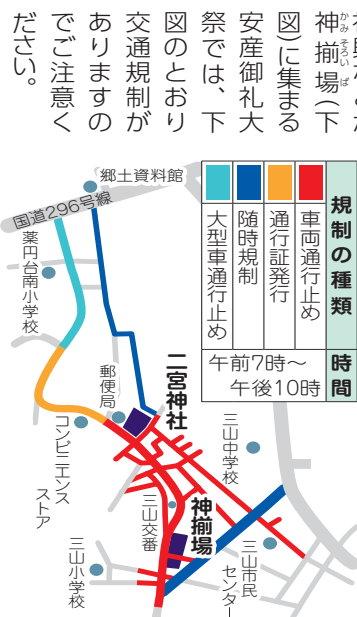 神揃場(下
かみそろいば
図)に集まる
安産御礼大
祭では、下
図のとおり
交通規制が
ありますの
でご注意く
ださい。
規制の種類
時間
車両通行止め
通行証発行
随時規制
大型車通行止め
午前7時〜
午後10時
郷土資料館
国道296号線
薬円台南小学校
郵便局
二宮神社
コンビニエンス
ストア
三山中学校
神揃場
三山交番
三山市民
センター
三山小学校